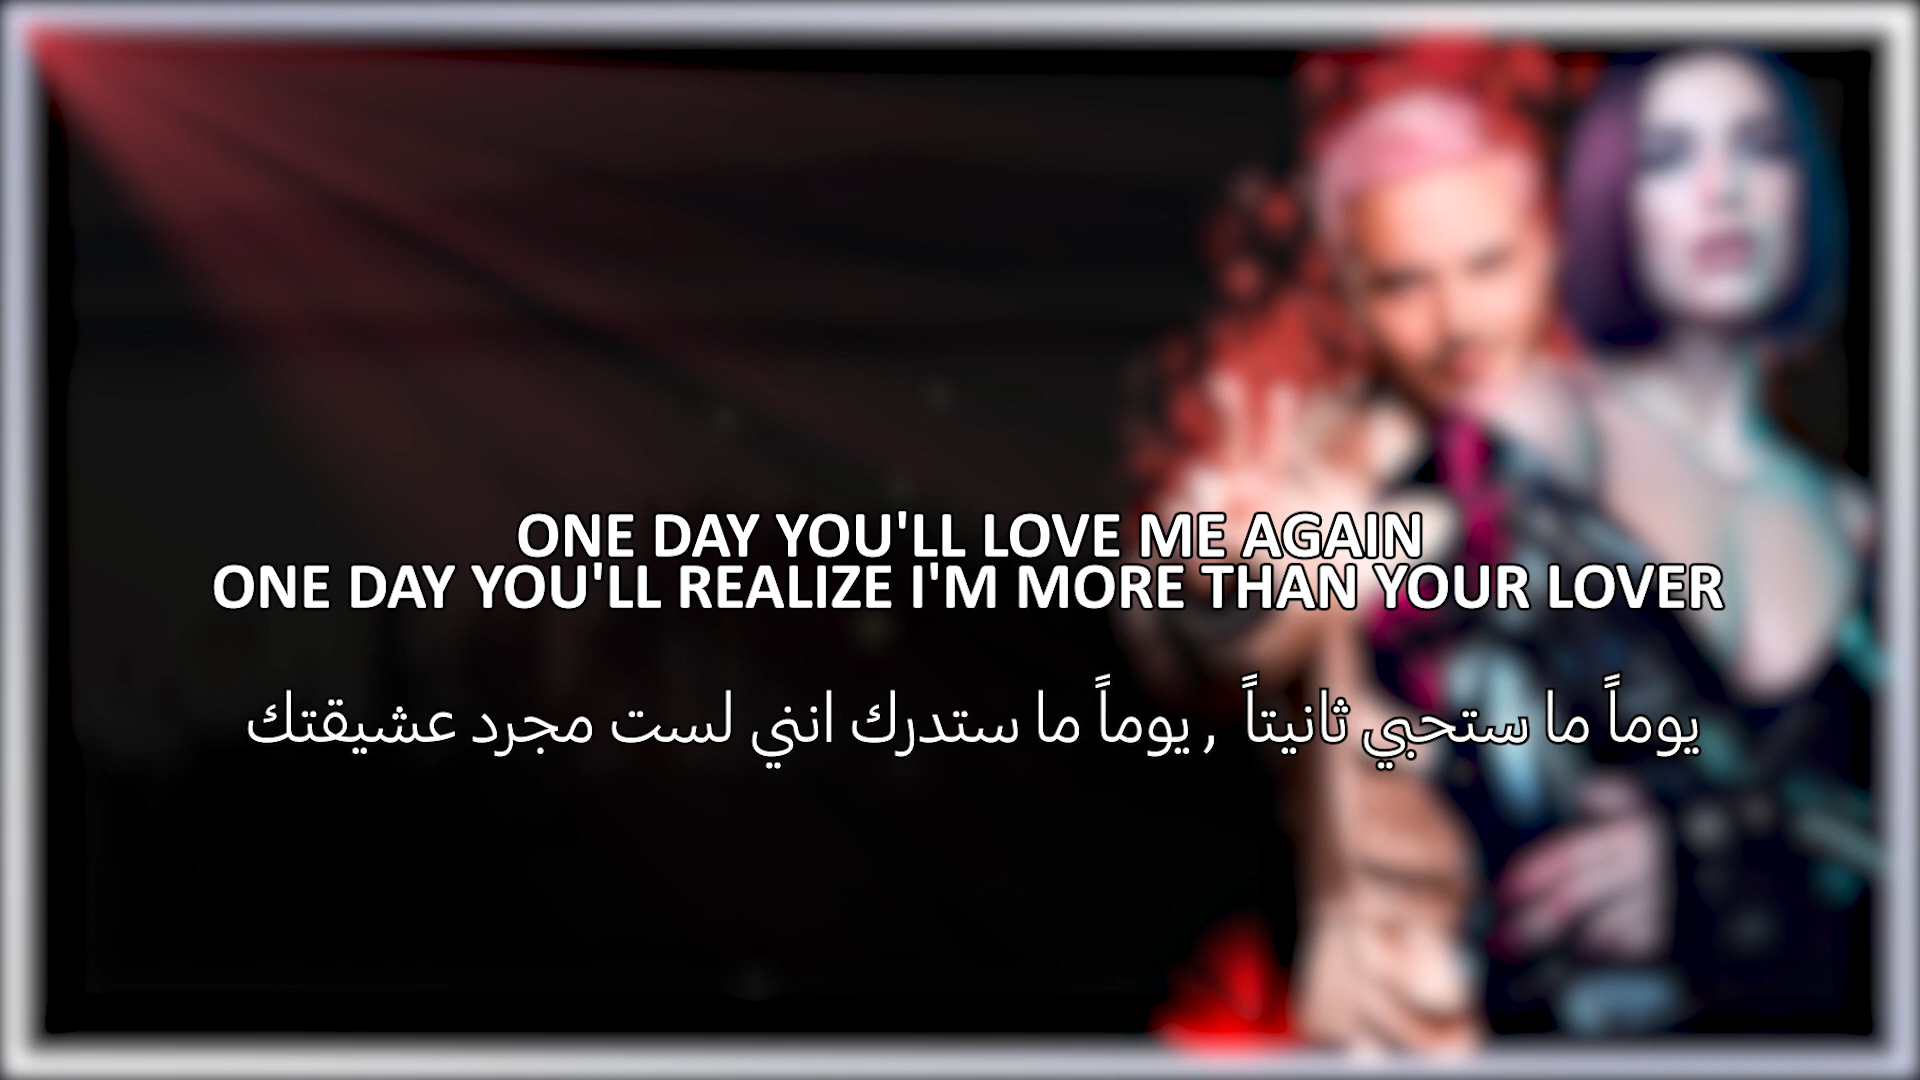 ONE DAY YOU'LL LOVE ME AGAIN
ONE DAY YOU'LL REALIZE I'M MORE THAN YOUR LOVER
يوماً ما ستحبي ثانيتاً , يوماً ما ستدرك انني لست مجرد عشيقتك